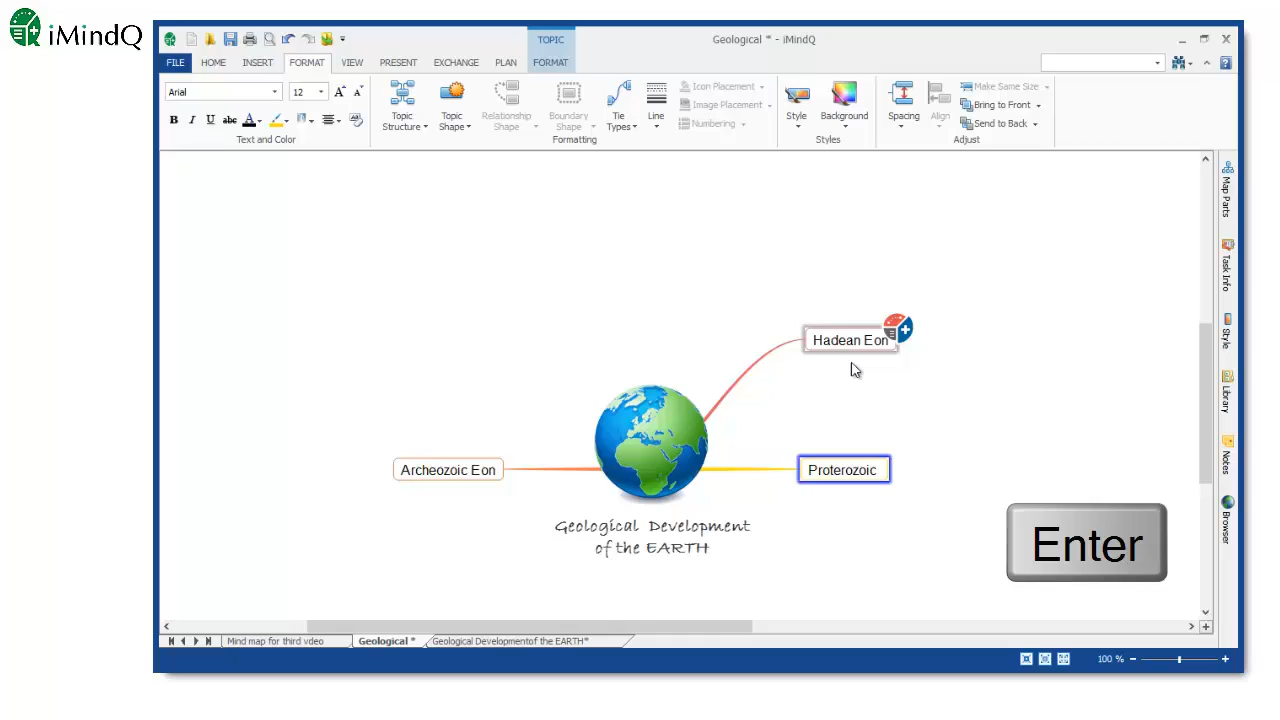 iMindQ
TOPIC
Geological * - iMindQ
FILE HOME INSERT FORMAT VIEW PRESENT EXCHANGE PLAN FORMAT
Arial 12
B I U abc A
Text and Color
Topic Structure
Topic Shape
Relationship Shape
Boundary Shape
Tie Types
Line
Icon Placement
Image Placement
Numbering
Formatting
Style
Background
Styles
Spacing
Align
Make Same Size
Bring to Front
Send to Back
Adjust
Map Parts
Task Info
Style
Library
Notes
Browser
Hadean Eon
Archeozoic Eon
Proterozoic
Geological Development
of the EARTH
Enter
Mind map for third vdeo Geological * Geological Developmentof the EARTH*
100 %